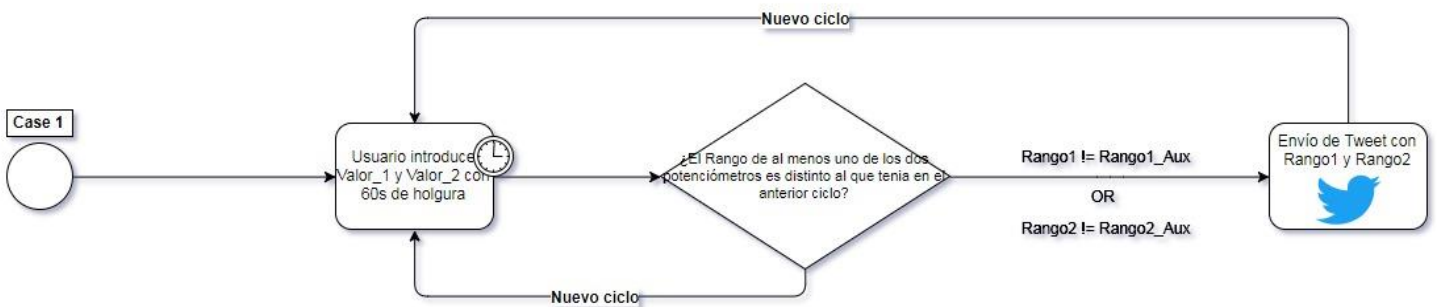 Nuevo ciclo
Case 1
Usuario introduce
Valor_1 y Valor_2 con
60s de holgura
¿El Rango de al menos uno de los dos
potenciómetros es distinto al que tenia en el
anterior ciclo?
Rango1 != Rango1_Aux
OR
Rango2 != Rango2_Aux
Envío de Tweet con
Rango1 y Rango2
Nuevo ciclo